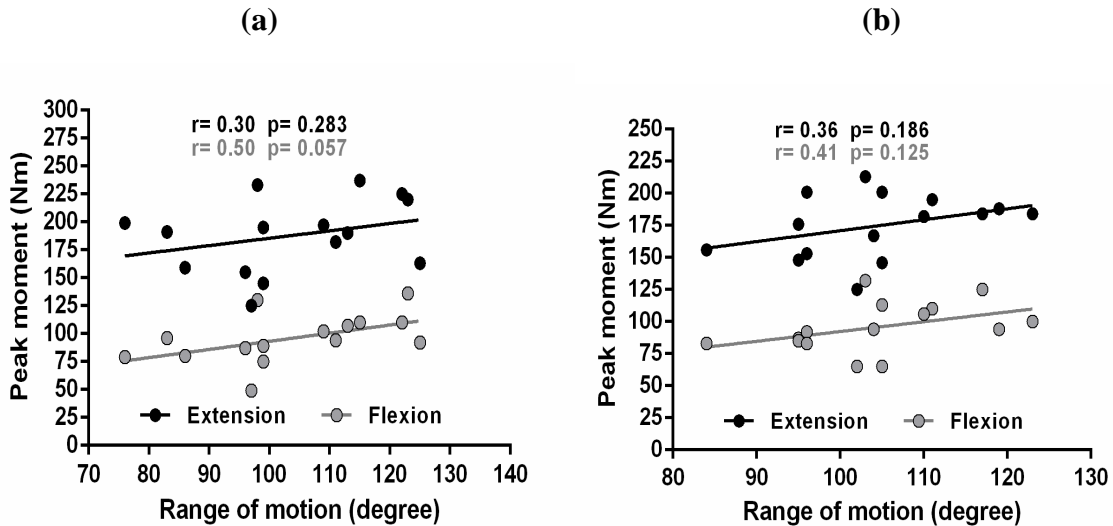 (a)
r= 0.30 p= 0.283
r= 0.50 p= 0.057
Peak moment (Nm)
300
275
250
225
200
175
150
125
100
75
50
25
0
Extension Flexion
70 80 90 100 110 120 130 140
Range of motion (degree)
(b)
r= 0.36 p= 0.186
r= 0.41 p= 0.125
Peak moment (Nm)
250
225
200
175
150
125
100
75
50
25
0
Extension Flexion
80 90 100 110 120 130
Range of motion (degree)